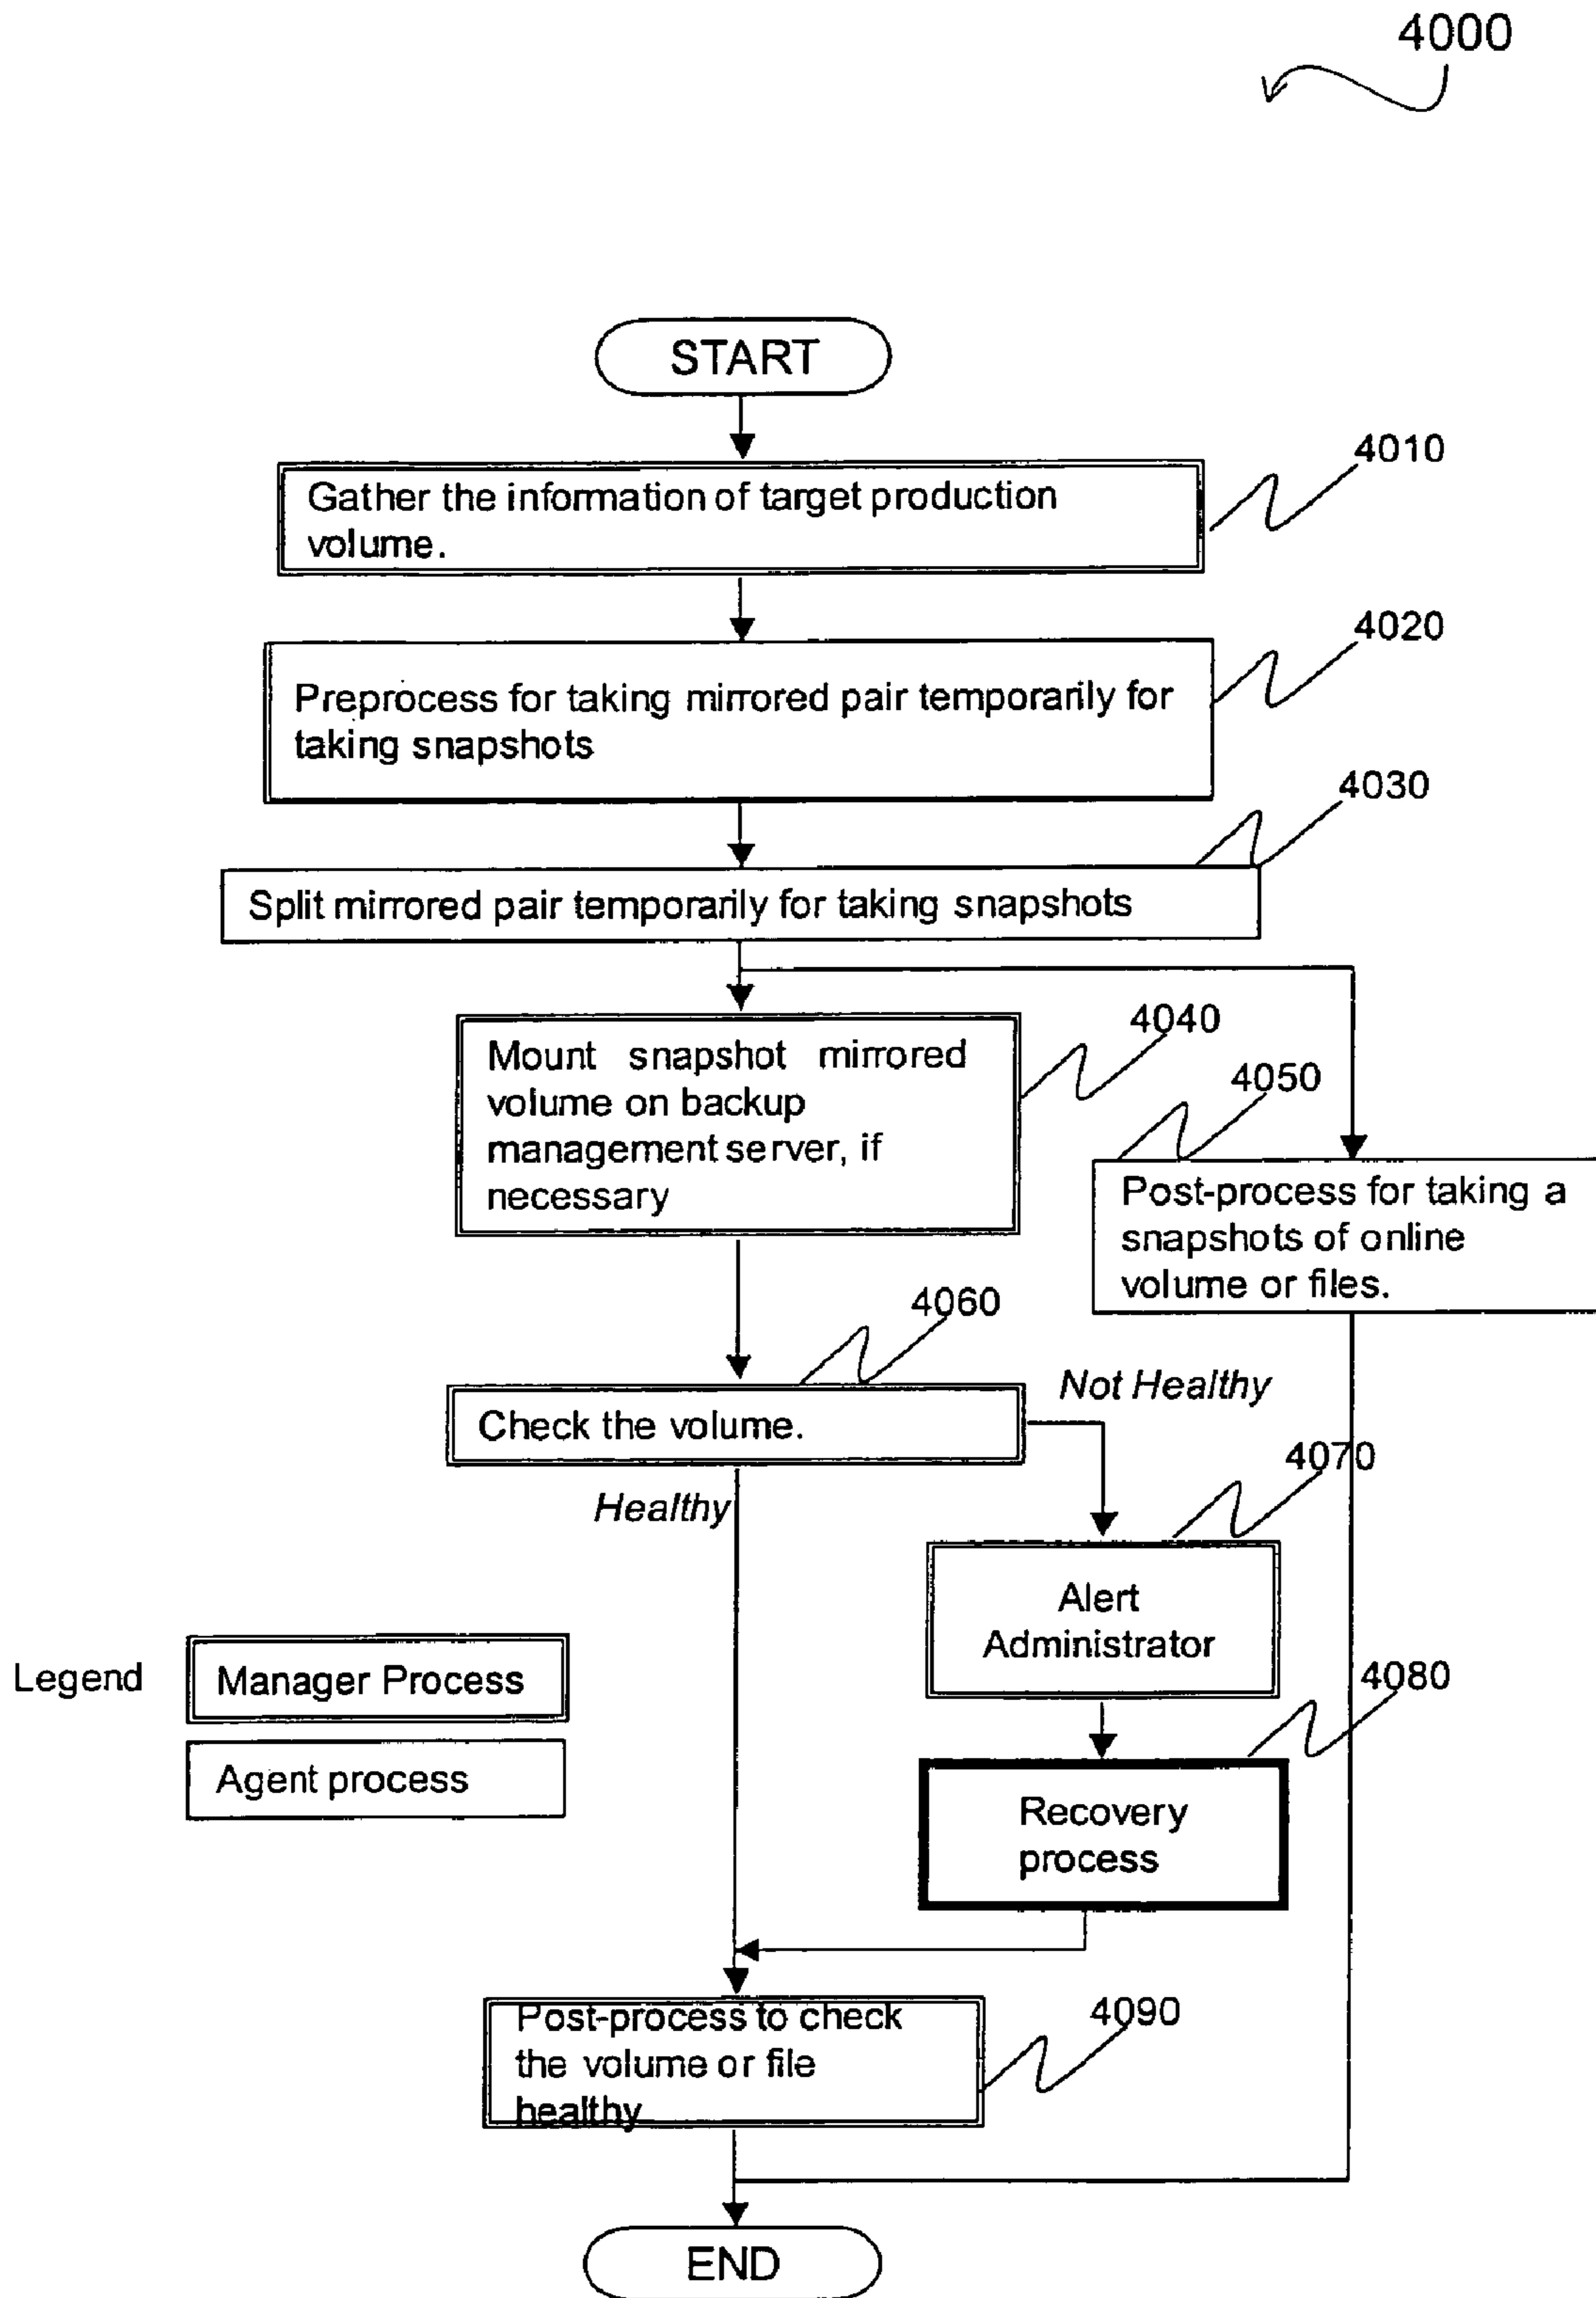 4000
START
4010
Gather the information of target production
volume.
4020
Preprocess for taking mirrored pair temporarily for
taking snapshots
4030
Split mirrored pair temporarily for taking snapshots
4040
Mount snapshot mirrored
volume on backup
management server, if
necessary
4050
Post-process for taking a
snapshots of online
volume or files.
4060
Check the volume.
Not Healthy
Healthy
4070
Alert
Administrator
Legend
Manager Process
Agent process
4080
Recovery
process
4090
Post-process to check
the volume or file
healthy
END